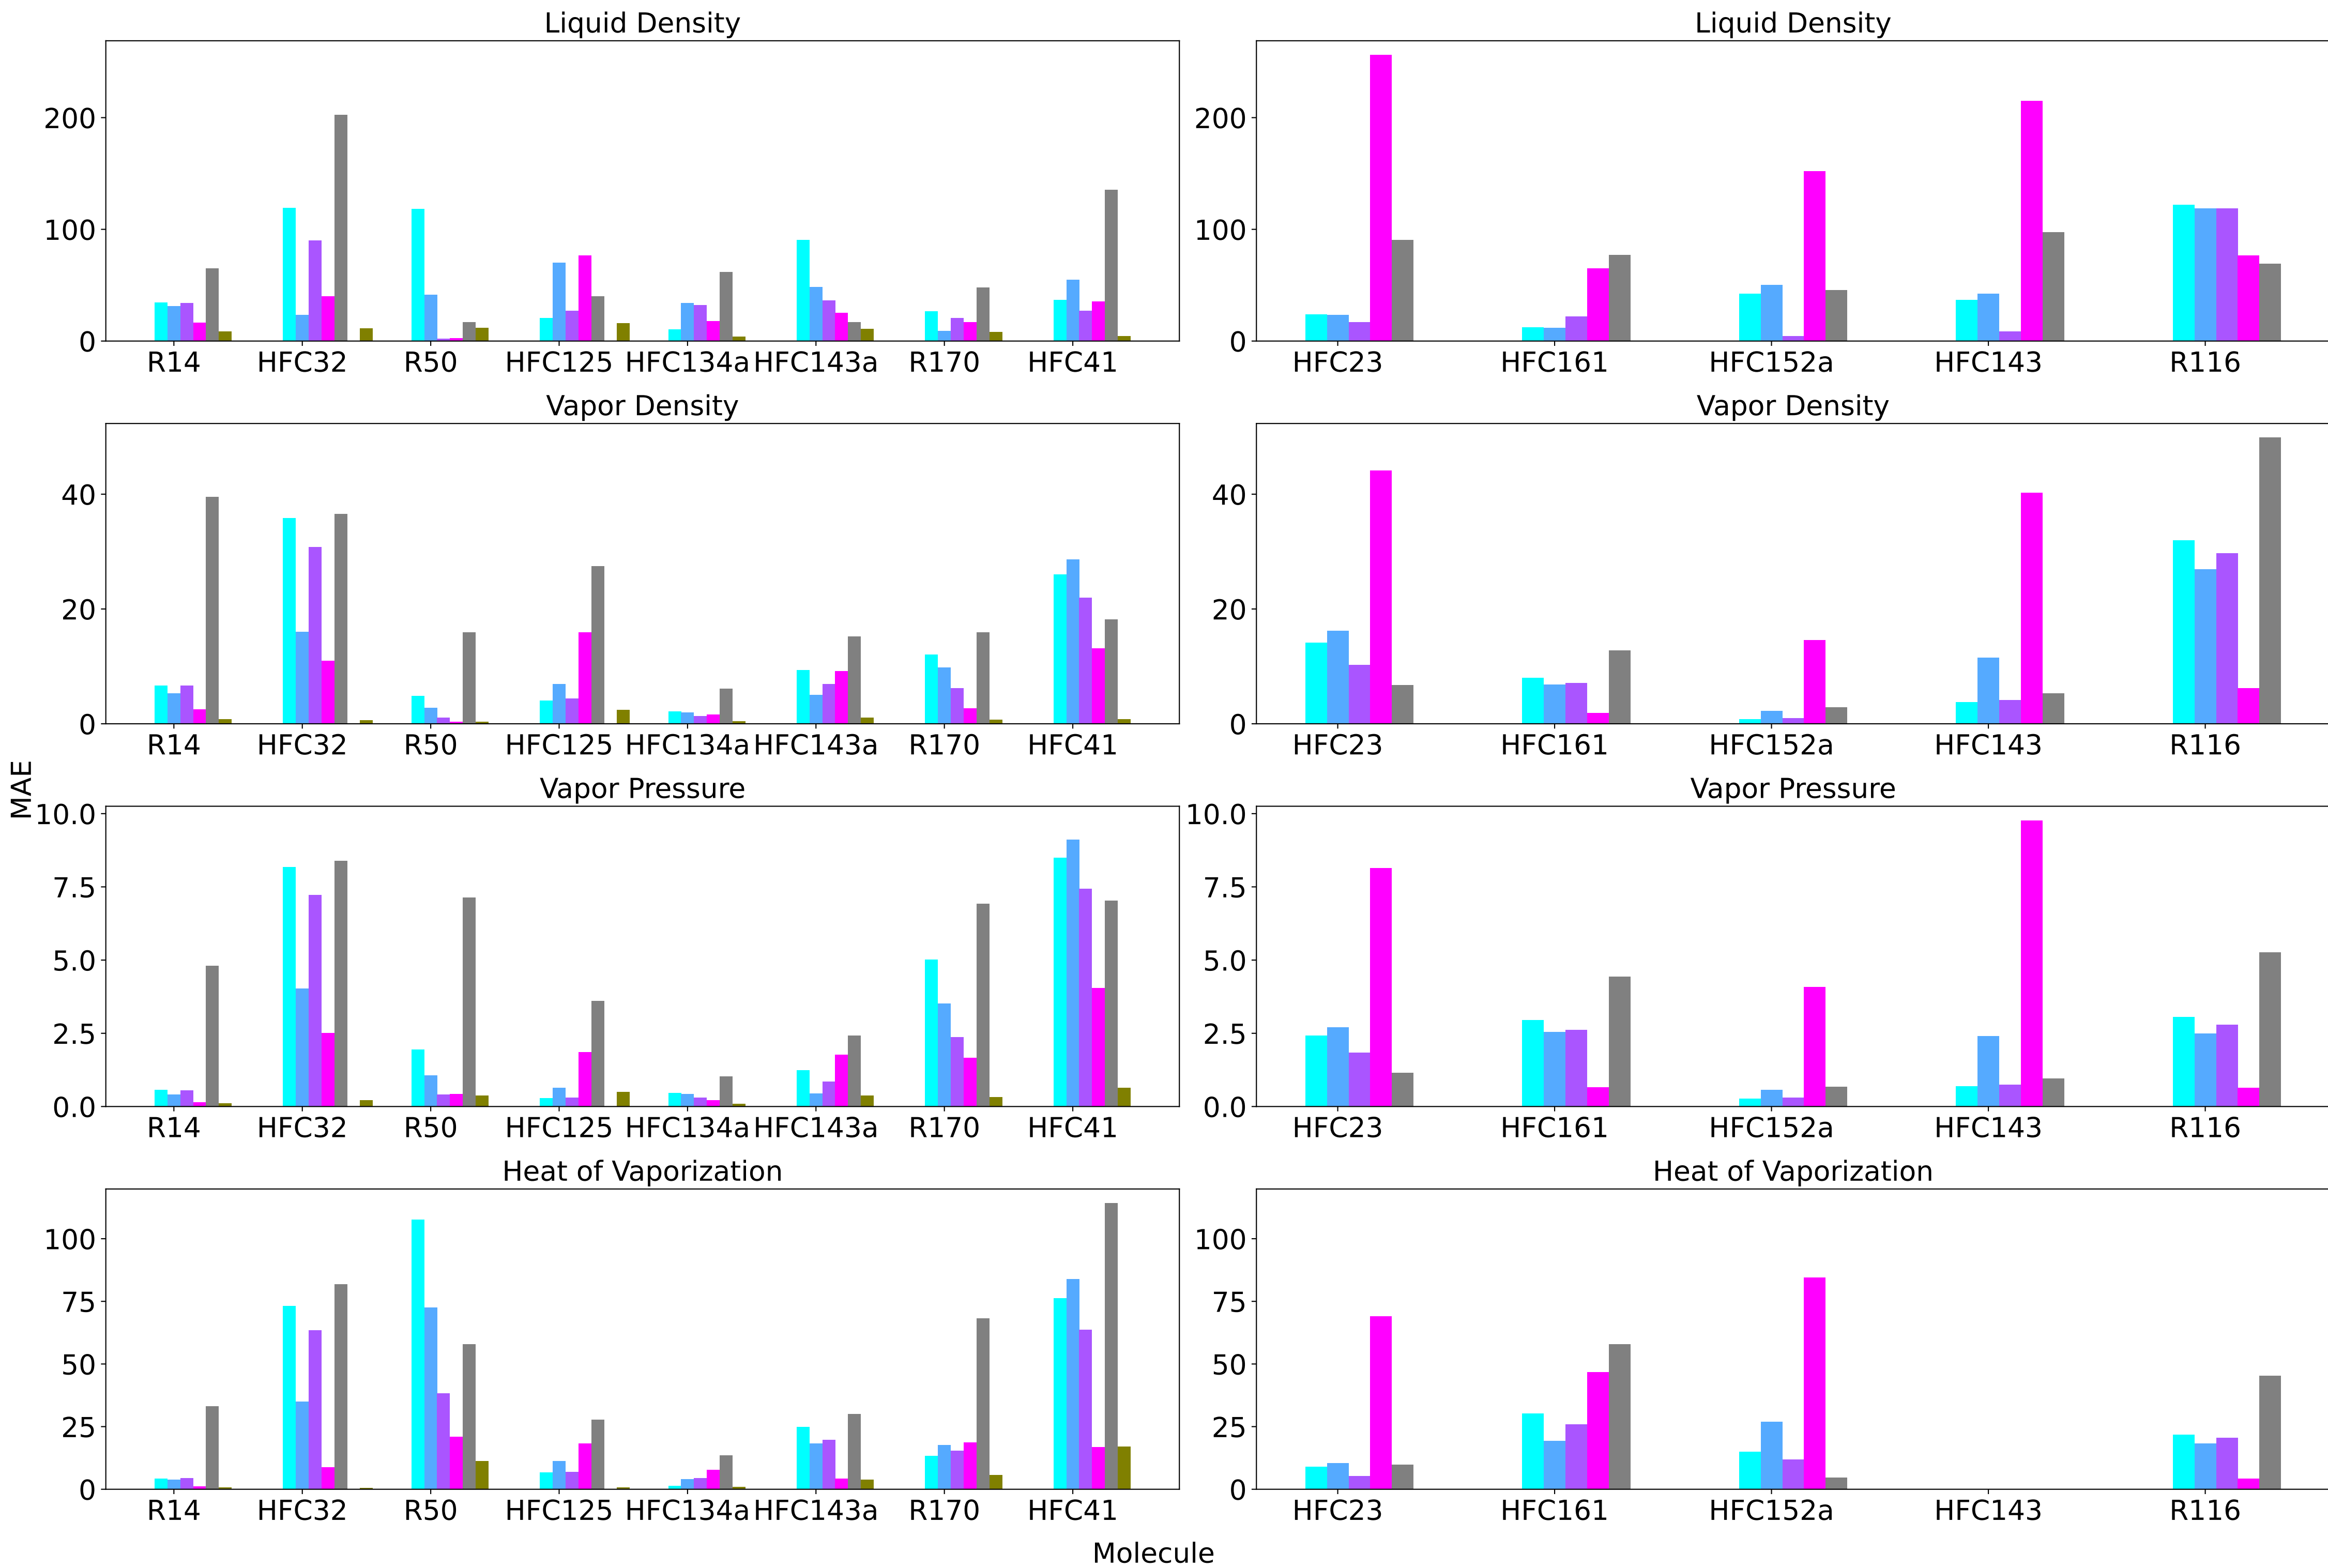 Liquid Density
Liquid Density
200
100
0
R14 HFC32 R50 HFC125 HFC134a HFC143a R170 HFC41
200
100
0
HFC23 HFC161 HFC152a HFC143 R116
Vapor Density
Vapor Density
40
20
0
R14 HFC32 R50 HFC125 HFC134a HFC143a R170 HFC41
40
20
0
HFC23 HFC161 HFC152a HFC143 R116
MAE
Vapor Pressure
Vapor Pressure
10.0
7.5
5.0
2.5
0.0
R14 HFC32 R50 HFC125 HFC134a HFC143a R170 HFC41
10.0
7.5
5.0
2.5
0.0
HFC23 HFC161 HFC152a HFC143 R116
Heat of Vaporization
Heat of Vaporization
100
75
50
25
0
R14 HFC32 R50 HFC125 HFC134a HFC143a R170 HFC41
100
75
50
25
0
HFC23 HFC161 HFC152a HFC143 R116
Molecule